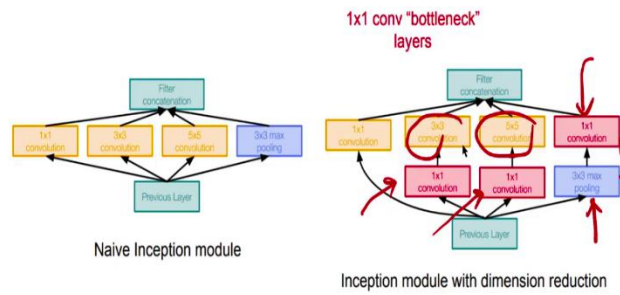 1x1 conv "bottleneck"
layers
Filter
concatenation
1x1
convolution
3x3
convolution
5x5
convolution
3x3 max
pooling
Previous Layer
Naive Inception module
Filter
concatenation
1x1
convolution
3x3
convolution
5x5
convolution
1x1
convolution
1x1
convolution
1x1
convolution
3x3 max
pooling
Previous Layer
Inception module with dimension reduction